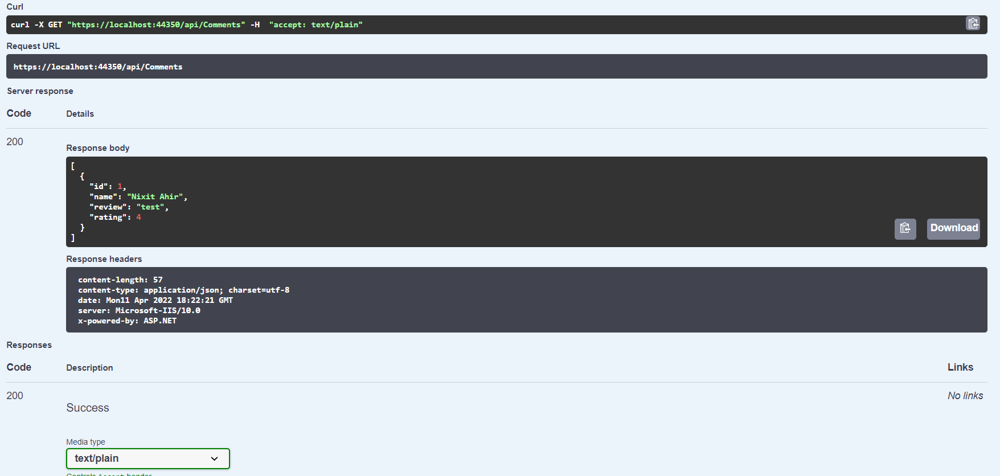 Curl
curl -X GET "https://localhost:44350/api/Comments" -H  "accept: text/plain"
Request URL
https://localhost:44350/api/Comments
Server response
Code Details
200
Response body
[
  {
    "id": 1,
    "name": "Nixit Ahir",
    "review": "test",
    "rating": 4
  }
]
Download
Response headers
content-length: 57
content-type: application/json; charset=utf-8
date: Mon11 Apr 2022 18:22:21 GMT
server: Microsoft-IIS/10.0
x-powered-by: ASP.NET
Responses
Code Description Links
200 No links
Success
Media type
text/plain
Controls Accept header